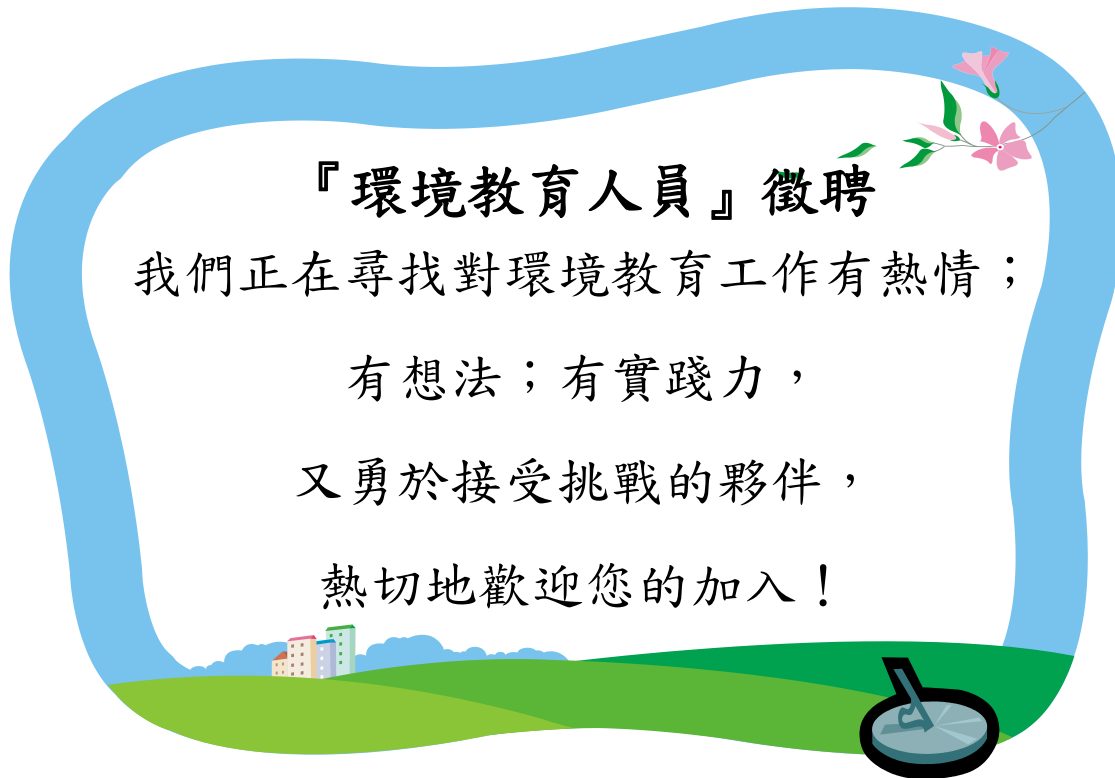 『環境教育人員』徵聘
我們正在尋找對環境教育工作有熱情；
有想法；有實踐力，
又勇於接受挑戰的夥伴，
熱切地歡迎您的加入！